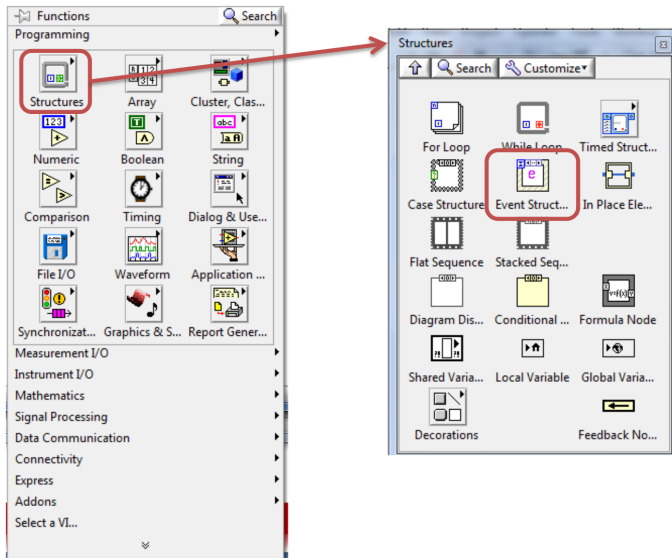 Functions
Search
Programming
Structures Array Cluster, Clas...
Numeric Boolean String
Comparison Timing Dialog & Use...
File I/O Waveform Application ...
Synchronizat... Graphics & S... Report Gener...
Measurement I/O
Instrument I/O
Mathematics
Signal Processing
Data Communication
Connectivity
Express
Addons
Select a VI...
Structures
Search Customize
For Loop While Loop Timed Struct...
Case Structure Event Struct... In Place Ele...
Flat Sequence Stacked Seq...
Diagram Dis... Conditional ... Formula Node
Shared Varia... Local Variable Global Varia...
Decorations Feedback No...